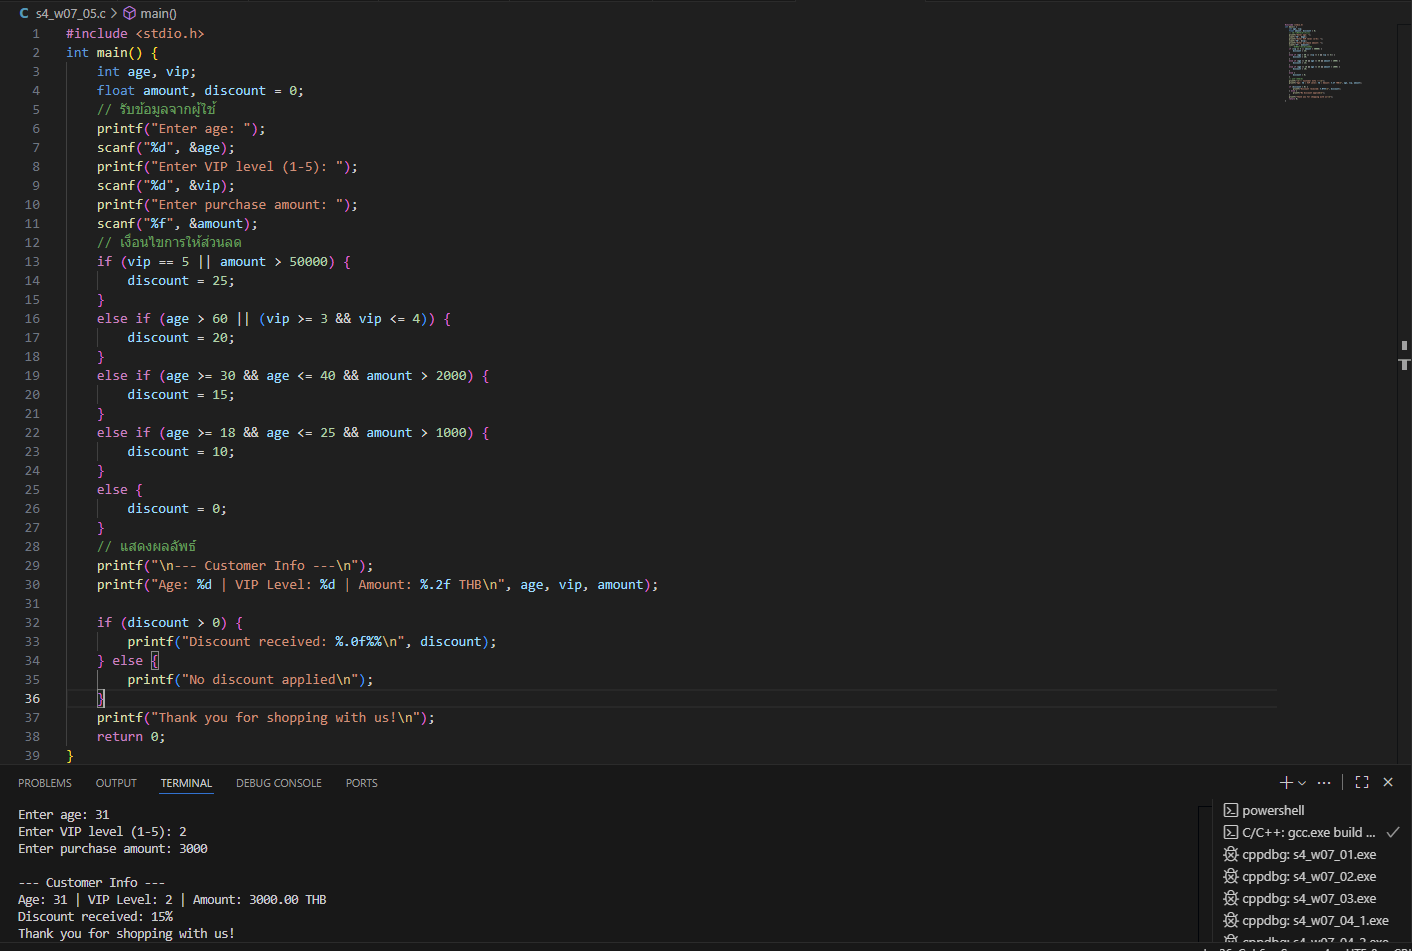 s4_w07_05.c > main()
1 #include <stdio.h>
2 int main() {
3     int age, vip;
4     float amount, discount = 0;
5     // รับข้อมูลจากผู้ใช้
6     printf("Enter age: ");
7     scanf("%d", &age);
8     printf("Enter VIP level (1-5): ");
9     scanf("%d", &vip);
10     printf("Enter purchase amount: ");
11     scanf("%f", &amount);
12     // เงื่อนไขการให้ส่วนลด
13     if (vip == 5 || amount > 50000) {
14         discount = 25;
15     }
16     else if (age > 60 || (vip >= 3 && vip <= 4)) {
17         discount = 20;
18     }
19     else if (age >= 30 && age <= 40 && amount > 2000) {
20         discount = 15;
21     }
22     else if (age >= 18 && age <= 25 && amount > 1000) {
23         discount = 10;
24     }
25     else {
26         discount = 0;
27     }
28     // แสดงผลลัพธ์
29     printf("\n--- Customer Info ---\n");
30     printf("Age: %d | VIP Level: %d | Amount: %.2f THB\n", age, vip, amount);
31
32     if (discount > 0) {
33         printf("Discount received: %.0f%%\n", discount);
34     } else {
35         printf("No discount applied\n");
36     }
37     printf("Thank you for shopping with us!\n");
38     return 0;
39 }
PROBLEMS OUTPUT TERMINAL DEBUG CONSOLE PORTS
Enter age: 31
Enter VIP level (1-5): 2
Enter purchase amount: 3000

--- Customer Info ---
Age: 31 | VIP Level: 2 | Amount: 3000.00 THB
Discount received: 15%
Thank you for shopping with us!
powershell
C/C++: gcc.exe build ...
cppdbg: s4_w07_01.exe
cppdbg: s4_w07_02.exe
cppdbg: s4_w07_03.exe
cppdbg: s4_w07_04_1.exe